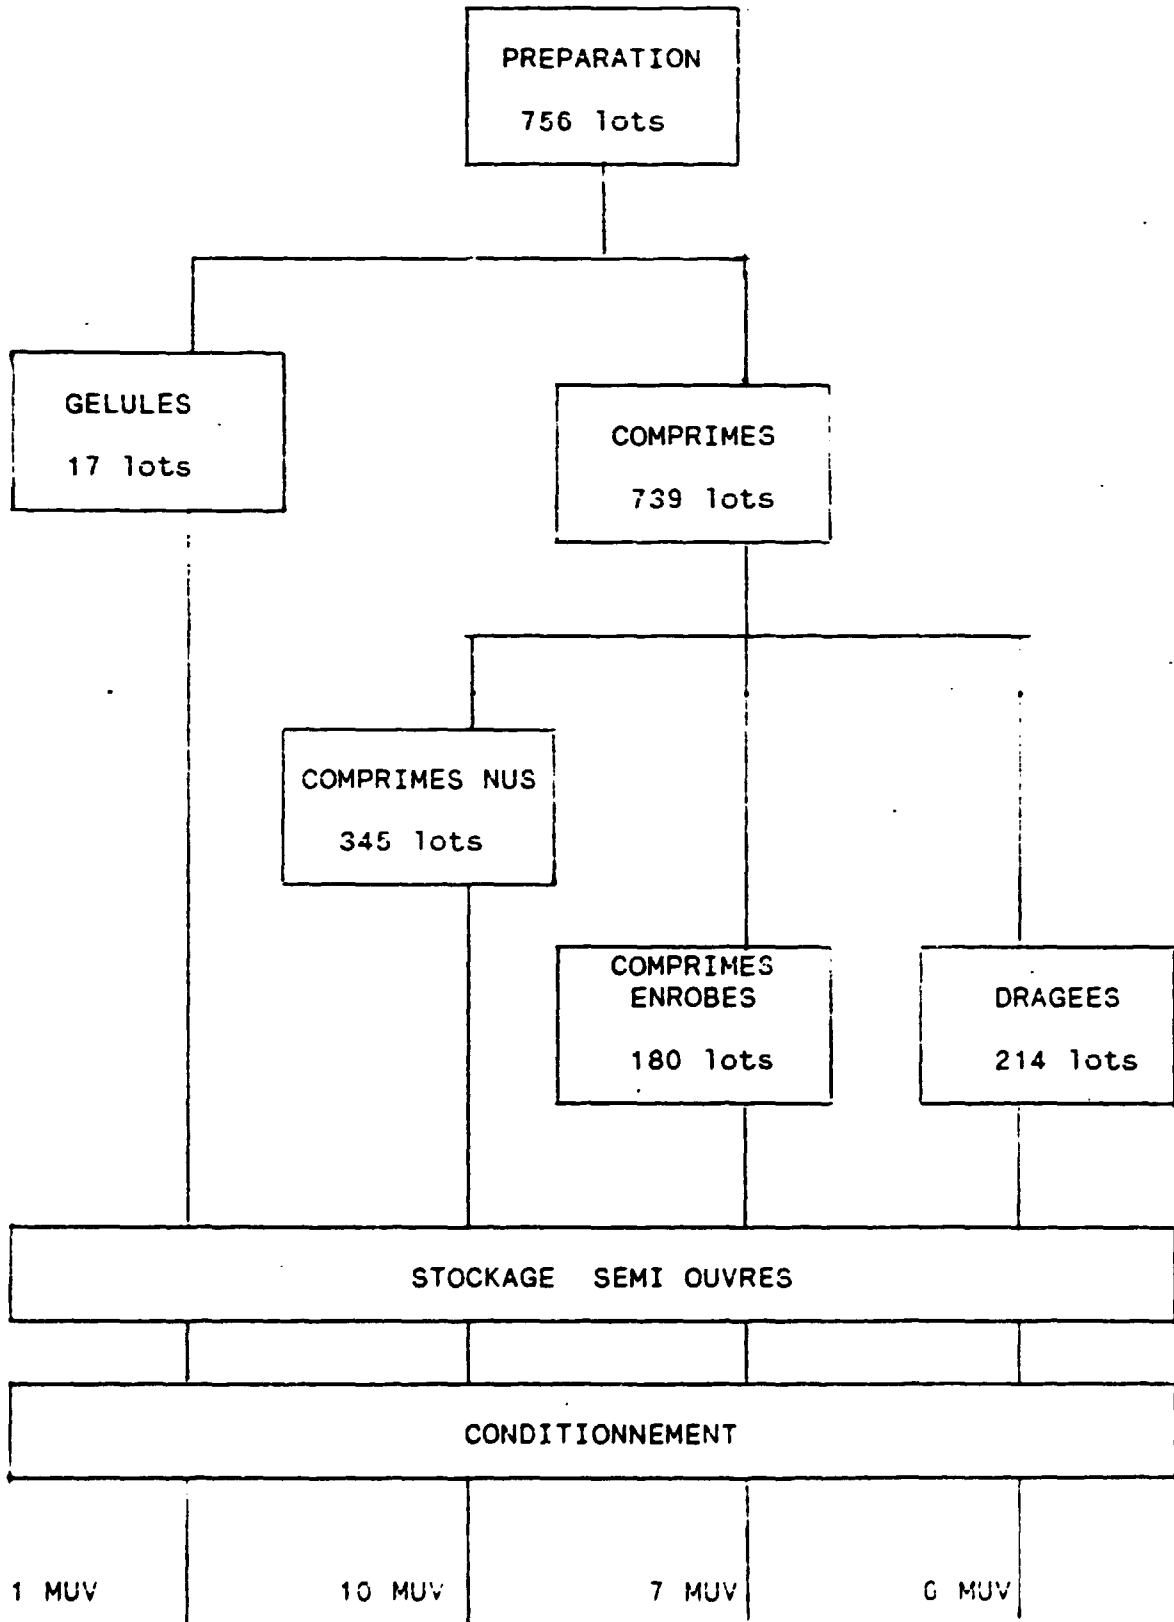 PREPARATION
756 lots
GELULES
17 lots
COMPRIMES
739 lots
COMPRIMES NUS
345 lots
COMPRIMES
ENROBES
180 lots
DRAGEES
214 lots
STOCKAGE SEMI OUVRES
CONDITIONNEMENT
1 MUV 10 MUV 7 MUV MUV